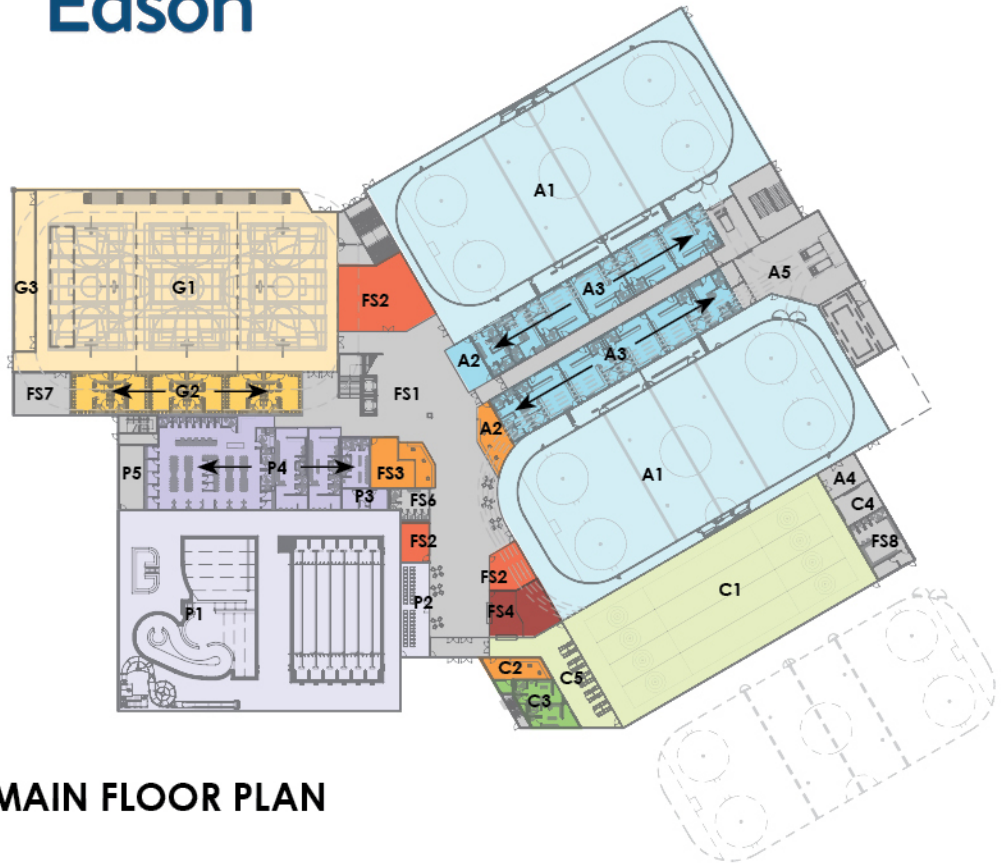 Edson
A1
A5
A3
G3
G1
FS2
A3
A2
FS7
G2
FS1
A2
P5
P4
FS3
A1
A4
P3
FS6
C4
FS2
FS8
FS2
C1
P1
P2
FS4
C2
C5
C3
MAIN FLOOR PLAN